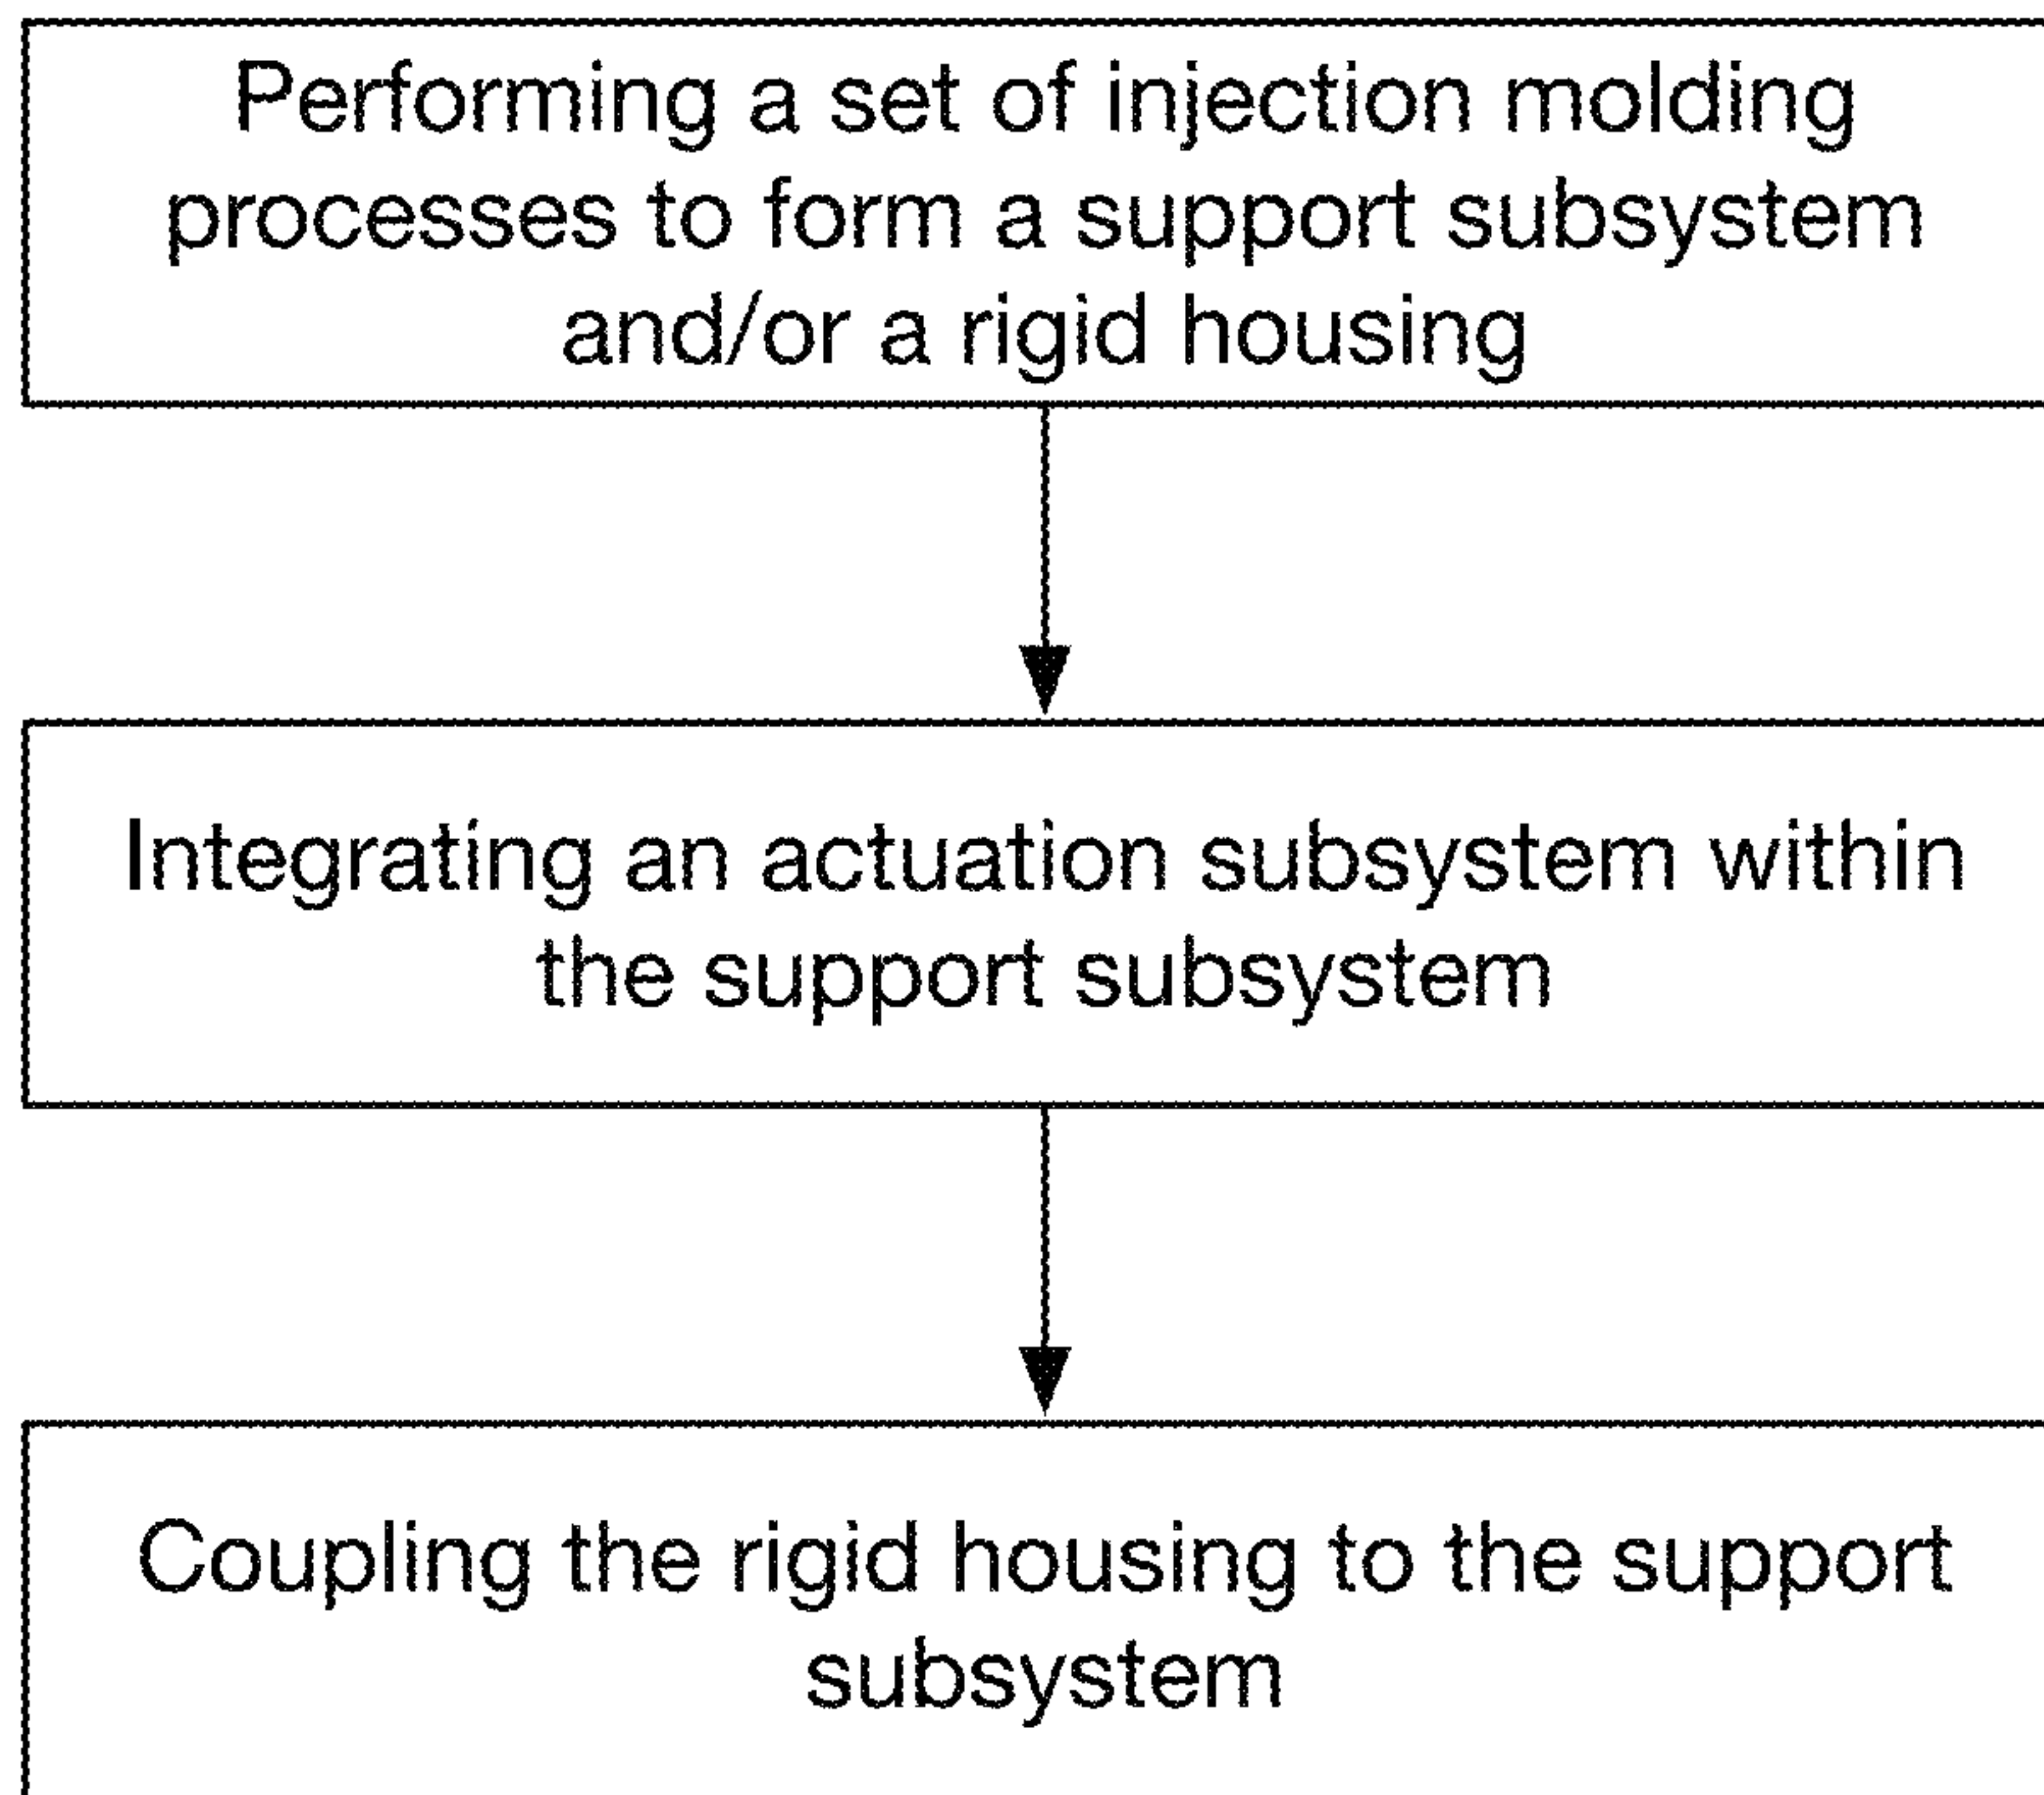 Performing a set of injection molding
processes to form a support subsystem
and/or a rigid housing
Integrating an actuation subsystem within
the support subsystem
Coupling the rigid housing to the support
subsystem